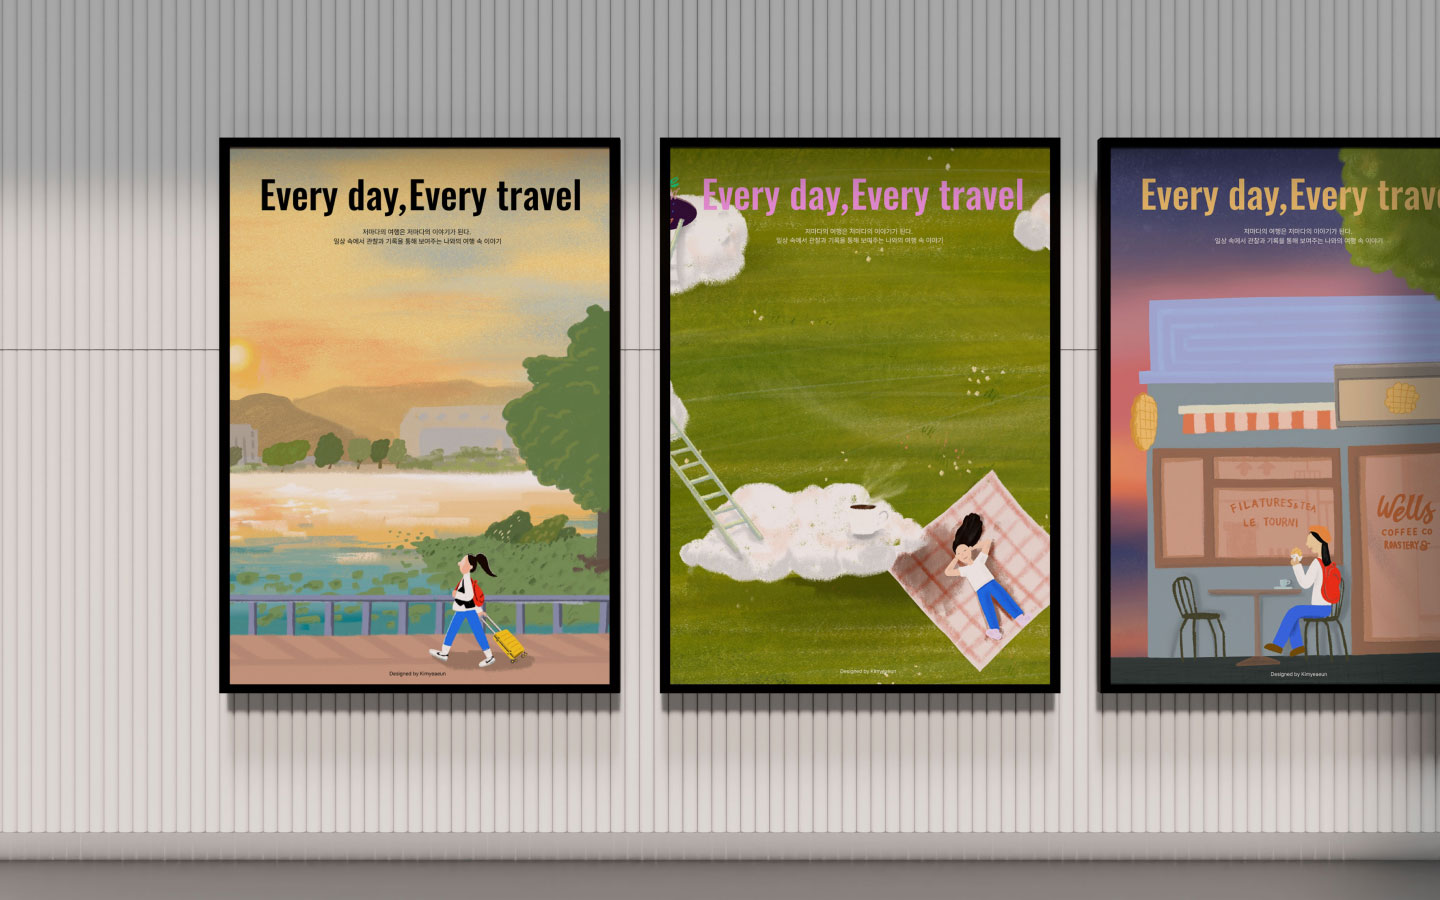 Every day,Every travel
저마다의 여행은 저마다의 이야기가 된다.
일상 속에서 관찰과 기록을 통해 보여주는 나와의 여행 속 이야기
Designed by Kimyeaeun
Every day,Every travel
저마다의 여행은 저마다의 이야기가 된다.
일상 속에서 관찰과 기록을 통해 보여주는 나와의 여행 속 이야기
Designed by Kimyeaeun
Every day,Every trave
저마다의 여행은 저마다의 이야기가 된다.
일상 속에서 관찰과 기록을 통해 보여주는 나와의 여행 속 이야기
FILATURES&TEA
LE TOURNI
Wells
COFFEE CO
ROASTERY&
Designed by Kimyeaeun